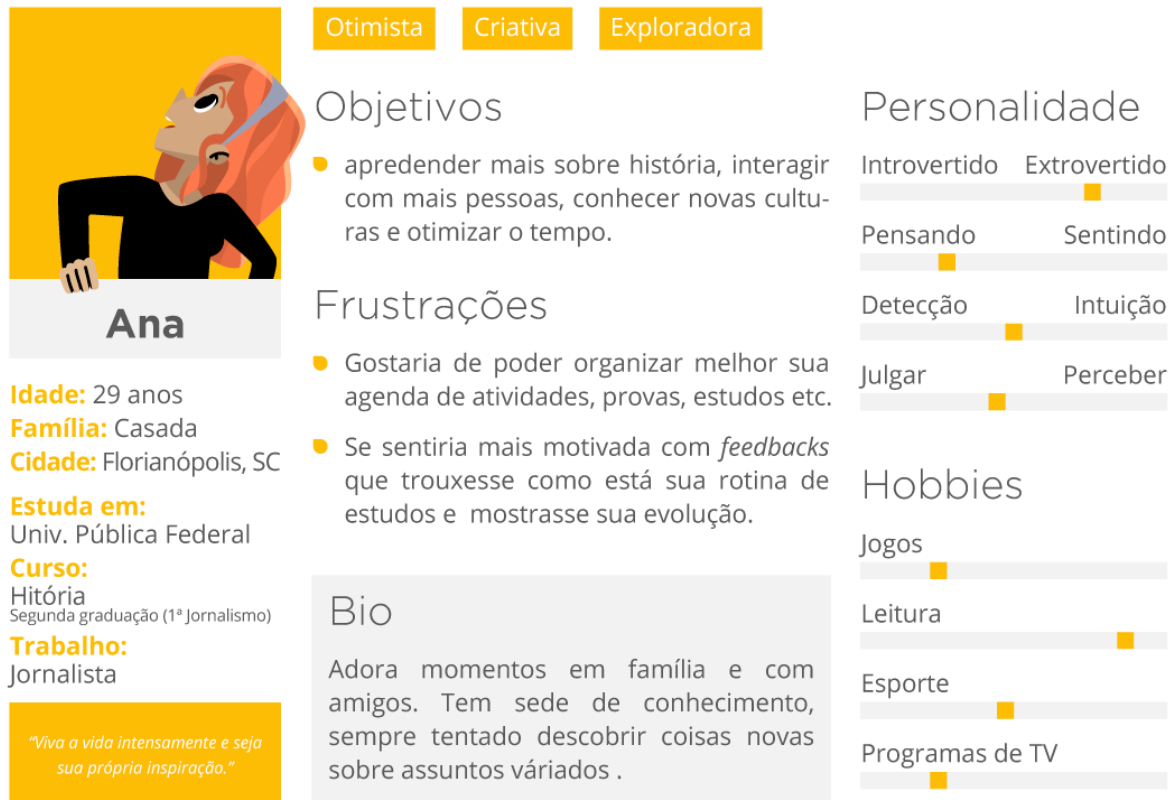 Ana
Idade: 29 anos
Família: Casada
Cidade: Florianópolis, SC
Estuda em:
Univ. Pública Federal
Curso:
Hitória
Segunda graduação (1ª Jornalismo)
Trabalho:
Jornalista
“Viva a vida intensamente e seja
sua própria inspiração.”
Otimista
Criativa
Exploradora
Objetivos
apredender mais sobre história, interagir
com mais pessoas, conhecer novas cultu-
ras e otimizar o tempo.
Frustrações
Gostaria de poder organizar melhor sua
agenda de atividades, provas, estudos etc.
Se sentiria mais motivada com feedbacks
que trouxesse como está sua rotina de
estudos e mostrasse sua evolução.
Bio
Adora momentos em família e com
amigos. Tem sede de conhecimento,
sempre tentado descobrir coisas novas
sobre assuntos váriados .
Personalidade
Introvertido Extrovertido
Pensando Sentindo
Detecção Intuição
Julgar Perceber
Hobbies
Jogos
Leitura
Esporte
Programas de TV